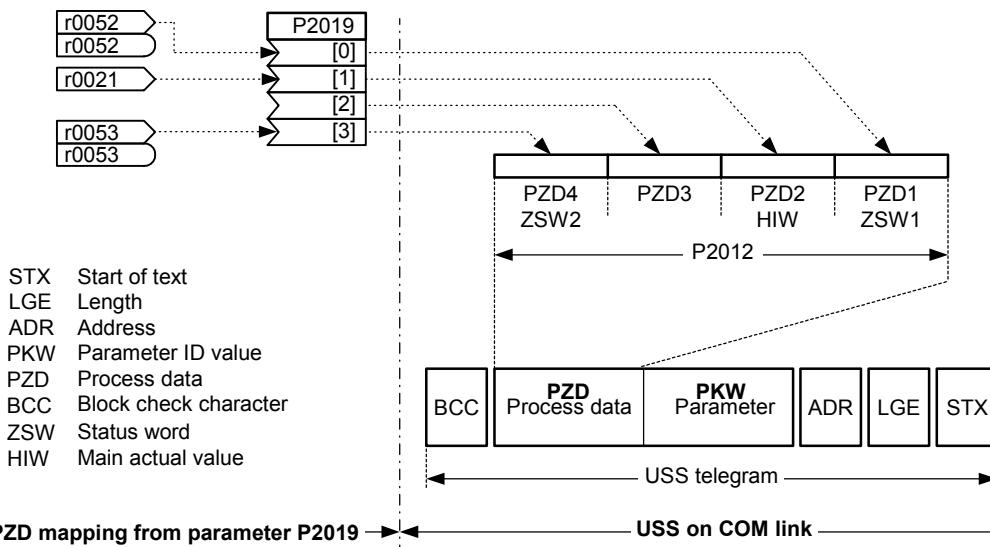 r0052
r0052
r0021
r0053
r0053
P2019
[0]
[1]
[2]
[3]
PZD4
ZSW2
PZD3
PZD2
HIW
PZD1
ZSW1
P2012
STX Start of text
LGE Length
ADR Address
PKW Parameter ID value
PZD Process data
BCC Block check character
ZSW Status word
HIW Main actual value
BCC
PZD
Process data
PKW
Parameter
ADR
LGE
STX
USS telegram
PZD mapping from parameter P2019
USS on COM link